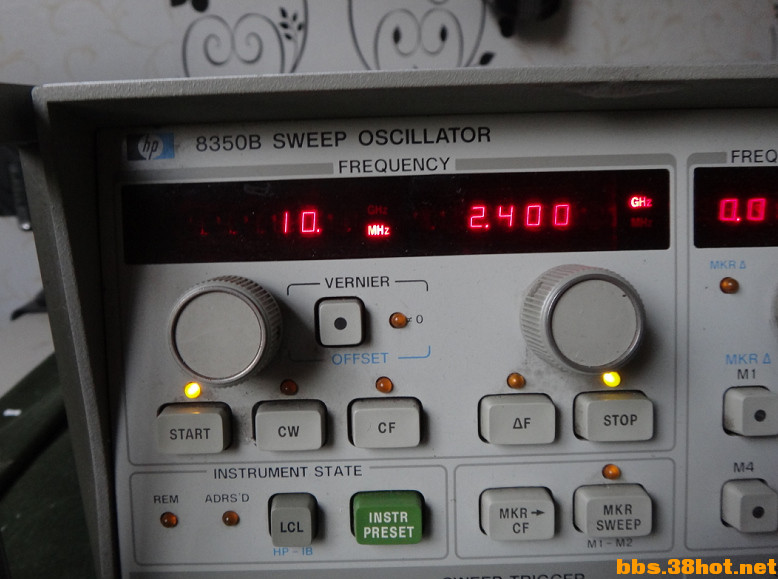 hp 8350B SWEEP OSCILLATOR
FREQUENCY
FREQ
10. MHz
2.400 GHz
0.0
MKR Δ
VERNIER
≠ 0
OFFSET
MKR Δ
M1
START
CW
CF
ΔF
STOP
INSTRUMENT STATE
M4
REM
ADRS'D
LCL
INSTR
PRESET
MKR→
CF
MKR
SWEEP
HP-IB
M1-M2
SWEEP TRIGGER
bbs.38hot.net